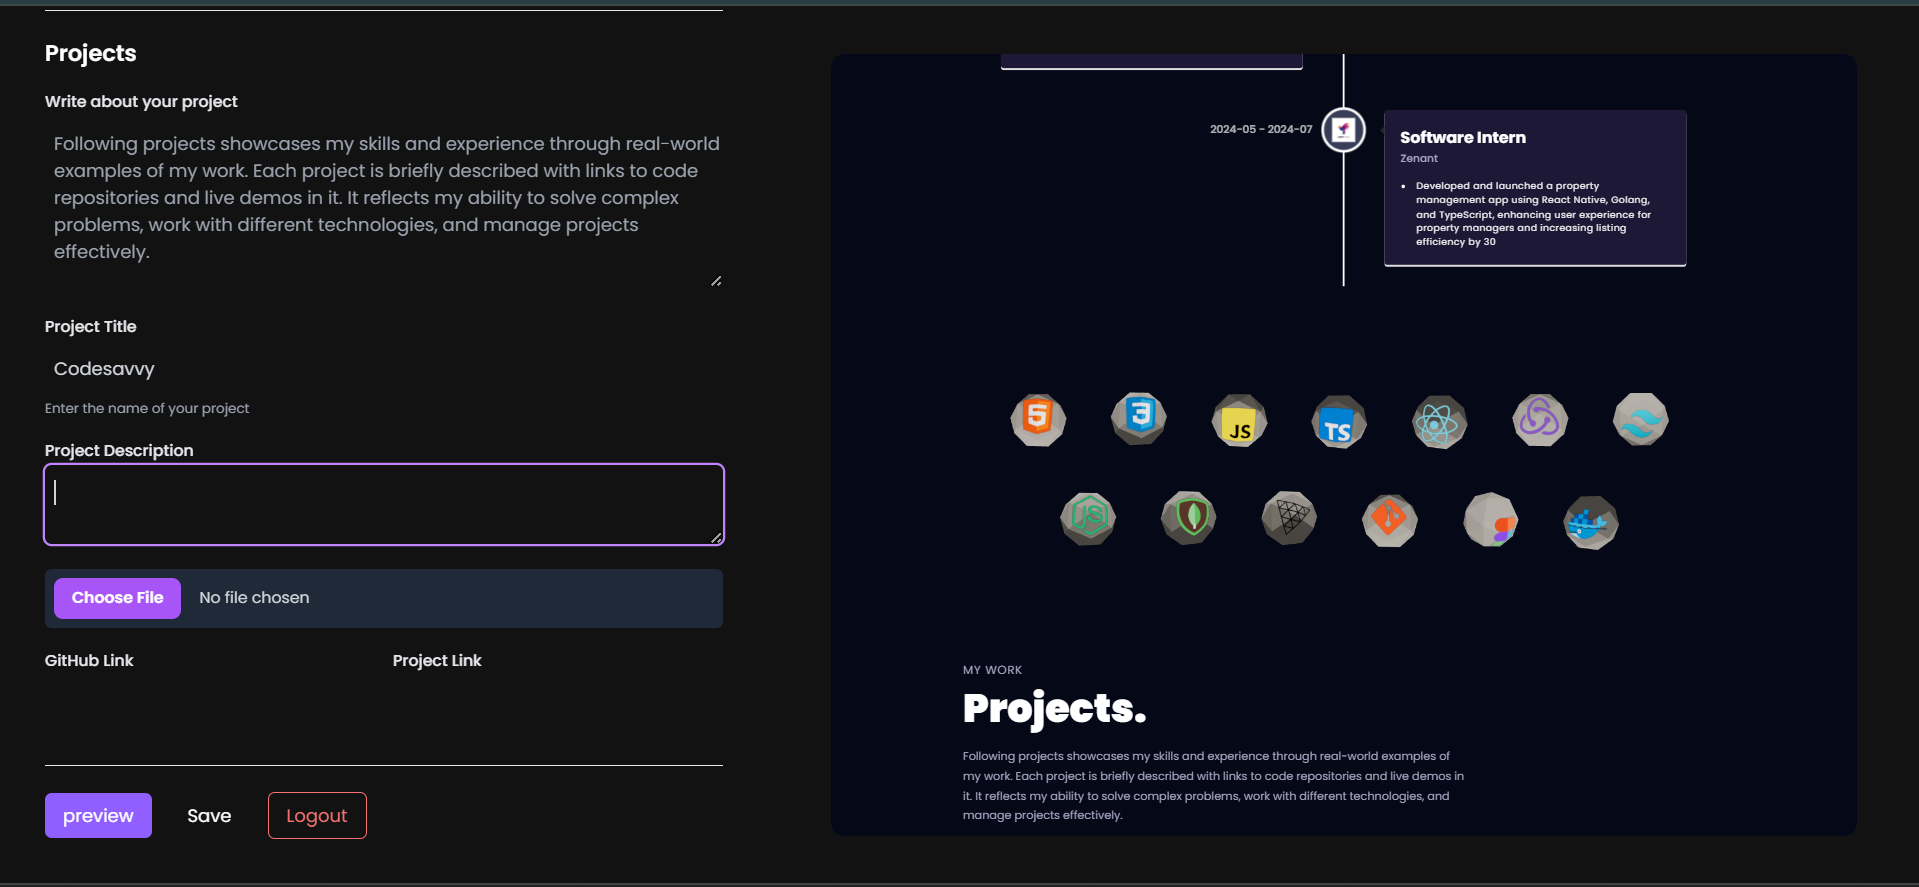 Projects
Write about your project
Following projects showcases my skills and experience through real-world
examples of my work. Each project is briefly described with links to code
repositories and live demos in it. It reflects my ability to solve complex
problems, work with different technologies, and manage projects
effectively.
Project Title
Codesavvy
Enter the name of your project
Project Description
Choose File
No file chosen
GitHub Link
Project Link
preview
Save
Logout
2024-05 - 2024-07
Software Intern
Zenant
• Developed and launched a property
management app using React Native, Golang,
and TypeScript, enhancing user experience for
property managers and increasing listing
efficiency by 30
5
3
JS
TS
JS
MY WORK
Projects.
Following projects showcases my skills and experience through real-world examples of
my work. Each project is briefly described with links to code repositories and live demos in
it. It reflects my ability to solve complex problems, work with different technologies, and
manage projects effectively.